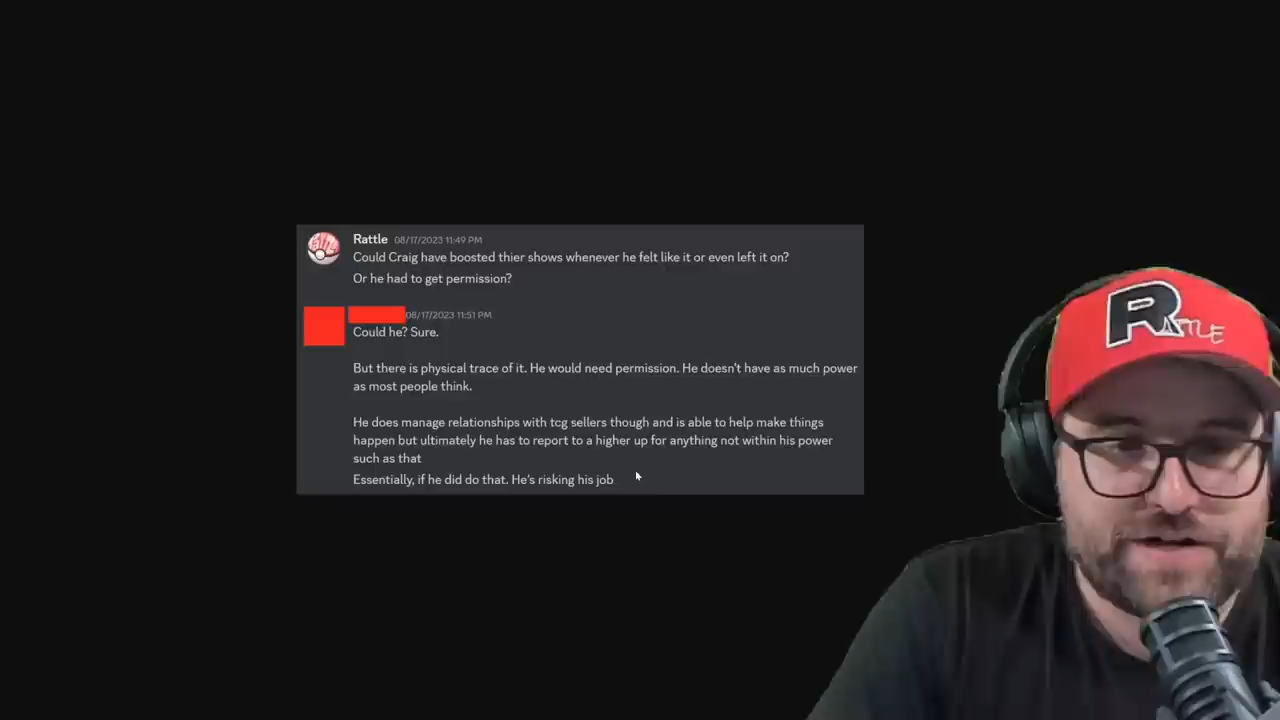 Rattle 08/17/2023 11:49 PM
Could Craig have boosted thier shows whenever he felt like it or even left it on?
Or he had to get permission?
08/17/2023 11:51 PM
Could he? Sure.
But there is physical trace of it. He would need permission. He doesn't have as much power
as most people think.
He does manage relationships with tcg sellers though and is able to help make things
happen but ultimately he has to report to a higher up for anything not within his power
such as that
Essentially, if he did do that. He's risking his job
RATTLE